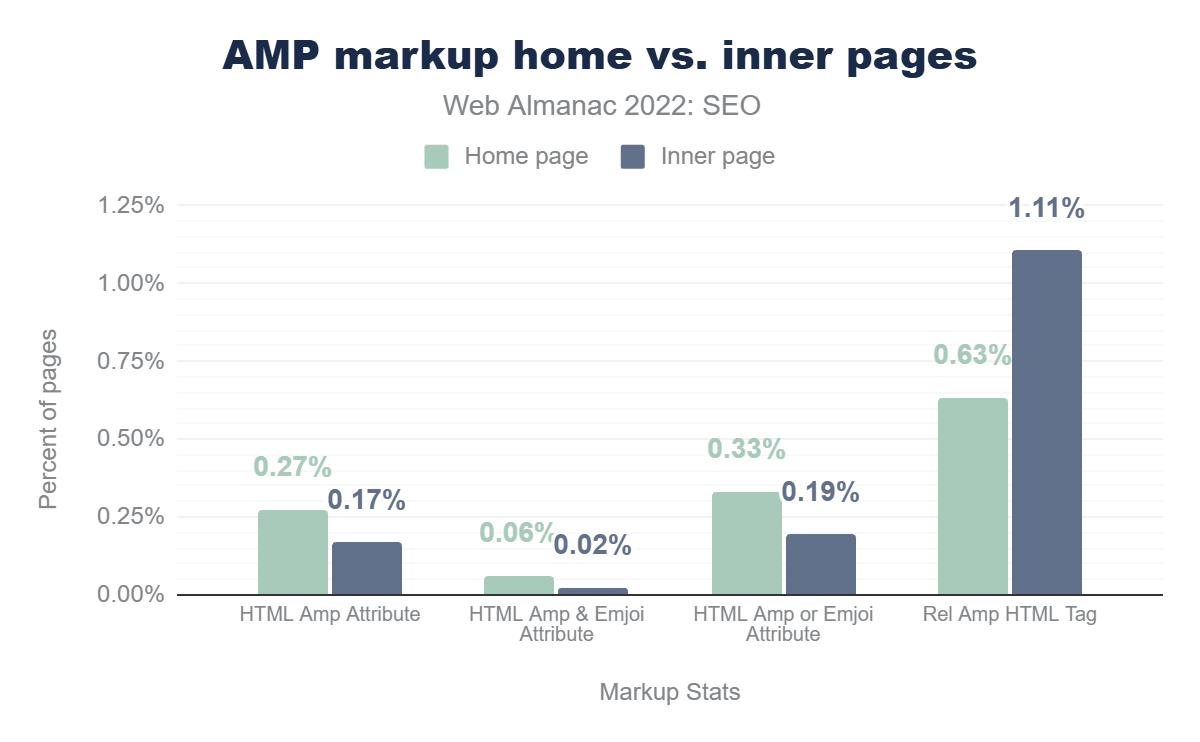 AMP markup home vs. inner pages
Web Almanac 2022: SEO
Home page
Inner page
Percent of pages
1.25%
1.00%
0.75%
0.50%
0.25%
0.00%
0.27%
0.17%
0.06%
0.02%
0.33%
0.19%
0.63%
1.11%
HTML Amp Attribute
HTML Amp & Emjoi
Attribute
HTML Amp or Emjoi
Attribute
Rel Amp HTML Tag
Markup Stats